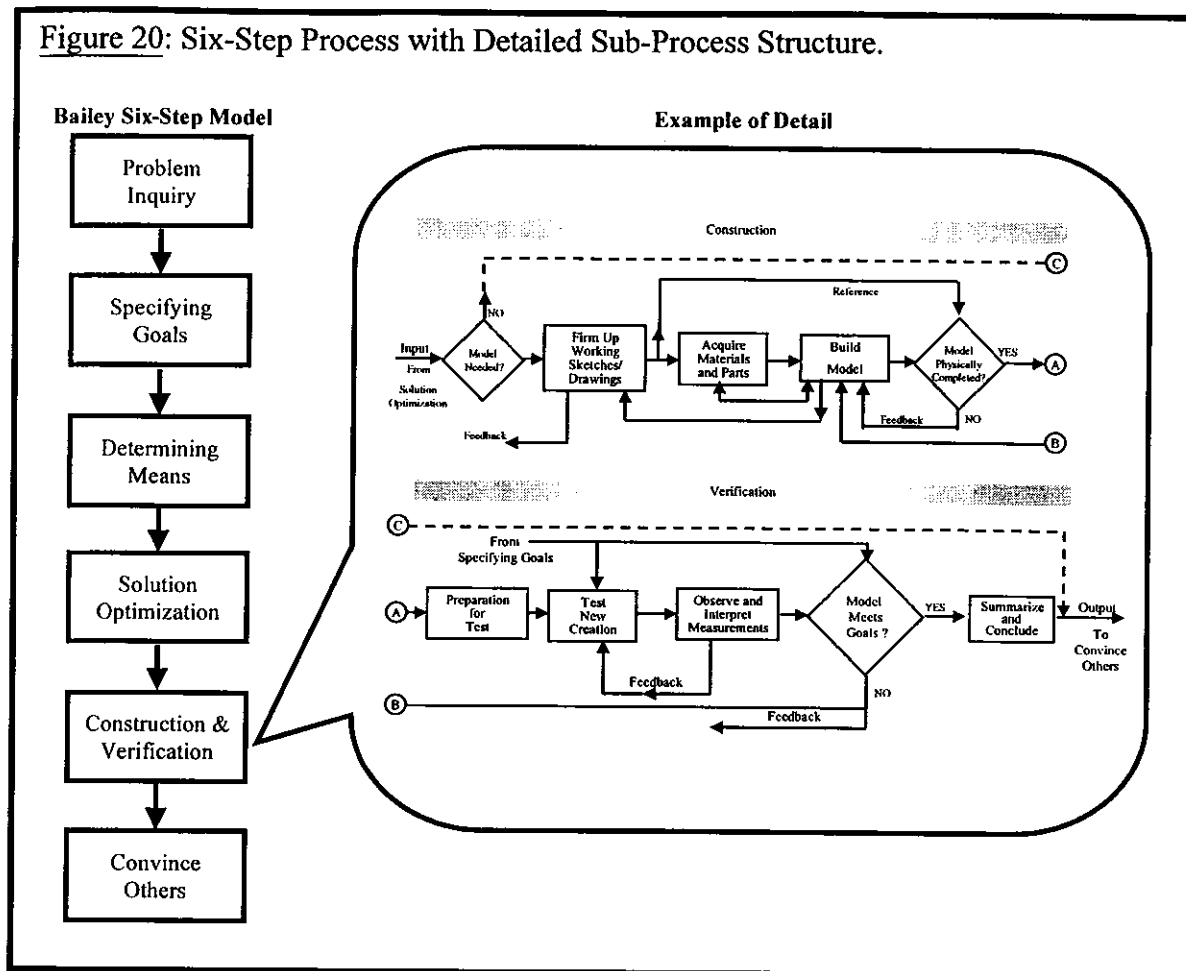 Figure 20: Six-Step Process with Detailed Sub-Process Structure.
Bailey Six-Step Model
Problem
Inquiry
Specifying
Goals
Determining
Means
Solution
Optimization
Construction &
Verification
Convince
Others
Example of Detail
Construction
C
NO
Reference
Input
From
Solution
Optimization
Model
Needed?
Firm Up
Working
Sketches/
Drawings
Acquire
Materials
and Parts
Build
Model
Model
Physically
Completed?
YES
A
Feedback
Feedback
NO
B
Verification
C
From
Specifying Goals
A
Preparation
for
Test
Test
New
Creation
Observe and
Interpret
Measurements
Model
Meets
Goals ?
YES
Summarize
and
Conclude
Output
To
Convince
Others
Feedback
NO
B
Feedback